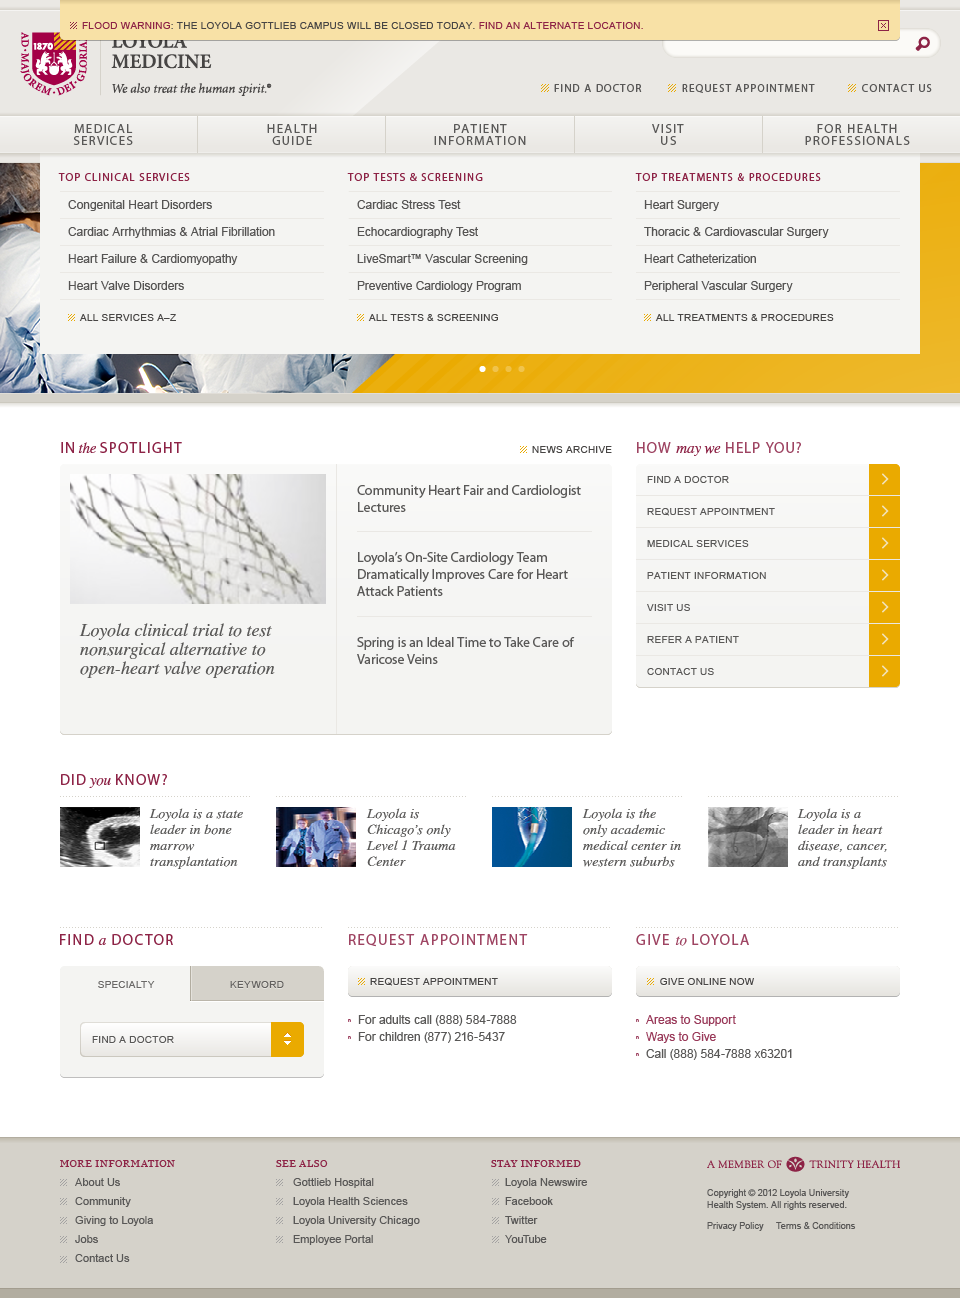 FLOOD WARNING: THE LOYOLA GOTTLIEB CAMPUS WILL BE CLOSED TODAY. FIND AN ALTERNATE LOCATION.
1870
AD·MAJOREM·DEI·GLORIAM
LOYOLA
MEDICINE
We also treat the human spirit.®
FIND A DOCTOR
REQUEST APPOINTMENT
CONTACT US
MEDICAL
SERVICES
HEALTH
GUIDE
PATIENT
INFORMATION
VISIT
US
FOR HEALTH
PROFESSIONALS
TOP CLINICAL SERVICES
Congenital Heart Disorders
Cardiac Arrhythmias & Atrial Fibrillation
Heart Failure & Cardiomyopathy
Heart Valve Disorders
ALL SERVICES A–Z
TOP TESTS & SCREENING
Cardiac Stress Test
Echocardiography Test
LiveSmart™ Vascular Screening
Preventive Cardiology Program
ALL TESTS & SCREENING
TOP TREATMENTS & PROCEDURES
Heart Surgery
Thoracic & Cardiovascular Surgery
Heart Catheterization
Peripheral Vascular Surgery
ALL TREATMENTS & PROCEDURES
IN the SPOTLIGHT
NEWS ARCHIVE
Loyola clinical trial to test
nonsurgical alternative to
open-heart valve operation
Community Heart Fair and Cardiologist
Lectures
Loyola's On-Site Cardiology Team
Dramatically Improves Care for Heart
Attack Patients
Spring is an Ideal Time to Take Care of
Varicose Veins
HOW may we HELP YOU?
FIND A DOCTOR
REQUEST APPOINTMENT
MEDICAL SERVICES
PATIENT INFORMATION
VISIT US
REFER A PATIENT
CONTACT US
DID you KNOW?
Loyola is a state
leader in bone
marrow
transplantation
Loyola is
Chicago's only
Level 1 Trauma
Center
Loyola is the
only academic
medical center in
western suburbs
Loyola is a
leader in heart
disease, cancer,
and transplants
FIND a DOCTOR
SPECIALTY
KEYWORD
FIND A DOCTOR
REQUEST APPOINTMENT
REQUEST APPOINTMENT
For adults call (888) 584-7888
For children (877) 216-5437
GIVE to LOYOLA
GIVE ONLINE NOW
Areas to Support
Ways to Give
Call (888) 584-7888 x63201
MORE INFORMATION
About Us
Community
Giving to Loyola
Jobs
Contact Us
SEE ALSO
Gottlieb Hospital
Loyola Health Sciences
Loyola University Chicago
Employee Portal
STAY INFORMED
Loyola Newswire
Facebook
Twitter
YouTube
A MEMBER OF TRINITY HEALTH
Copyright © 2012 Loyola University
Health System. All rights reserved.
Privacy Policy
Terms & Conditions